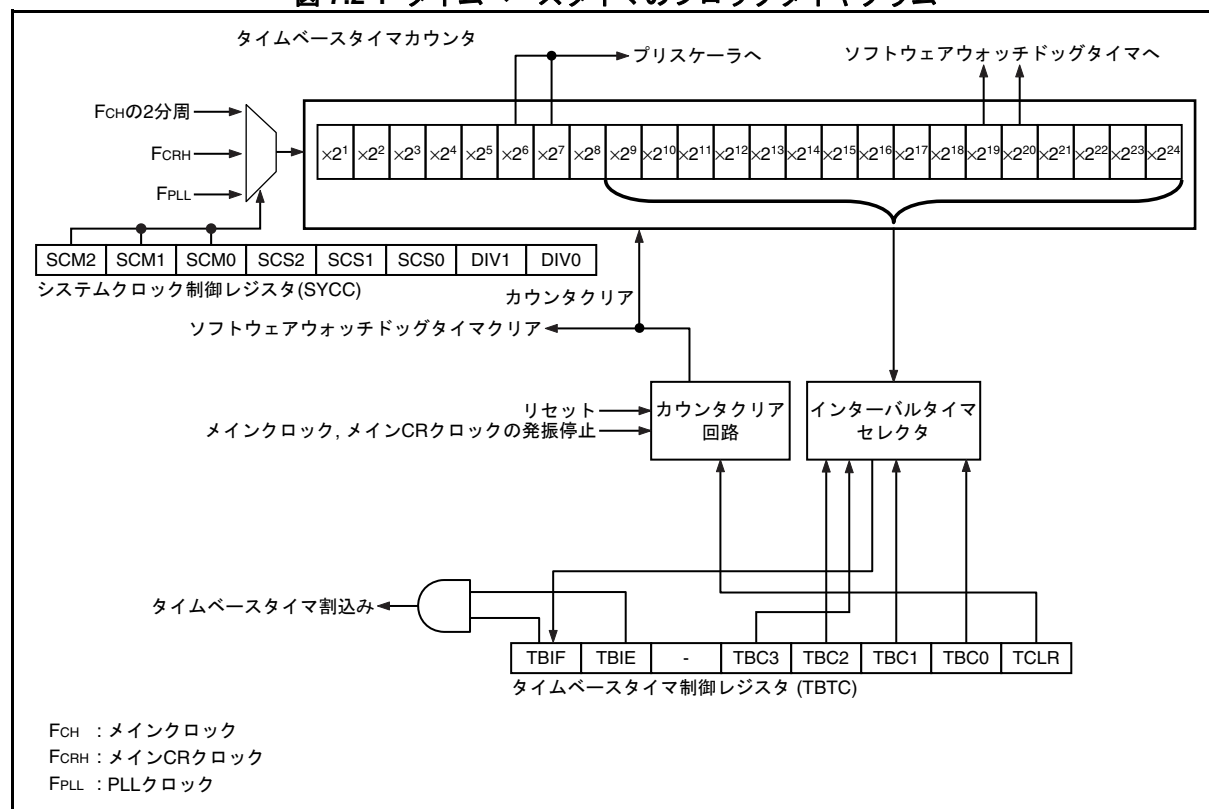 タイムベースタイマカウンタ
プリスケーラへ
ソフトウェアウォッチドッグタイマへ
FCHの2分周
FCRH
FPLL
×2¹ ×2² ×2³ ×2⁴ ×2⁵ ×2⁶ ×2⁷ ×2⁸ ×2⁹ ×2¹⁰ ×2¹¹ ×2¹² ×2¹³ ×2¹⁴ ×2¹⁵ ×2¹⁶ ×2¹⁷ ×2¹⁸ ×2¹⁹ ×2²⁰ ×2²¹ ×2²² ×2²³ ×2²⁴
SCM2 SCM1 SCM0 SCS2 SCS1 SCS0 DIV1 DIV0
システムクロック制御レジスタ(SYCC)
カウンタクリア
ソフトウェアウォッチドッグタイマクリア
リセット
メインクロック, メインCRクロックの発振停止
カウンタクリア
回路
インターバルタイマ
セレクタ
タイムベースタイマ割込み
TBIF TBIE - TBC3 TBC2 TBC1 TBC0 TCLR
タイムベースタイマ制御レジスタ (TBTC)
FCH : メインクロック
FCRH : メインCRクロック
FPLL : PLLクロック